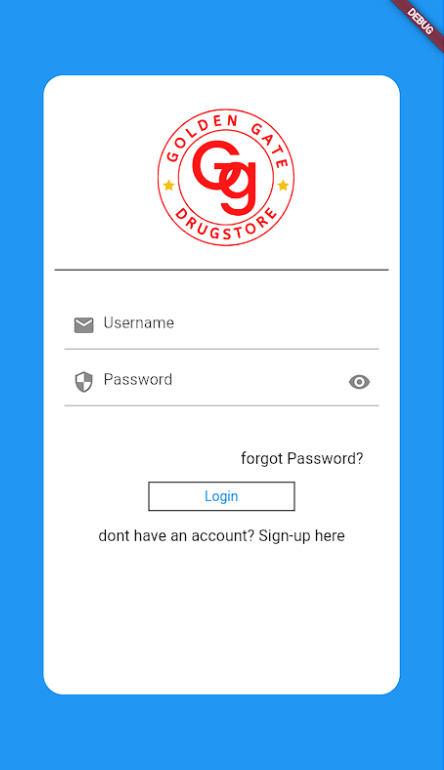 DEBUG
GOLDEN GATE
Gg
DRUGSTORE
Username
Password
forgot Password?
Login
dont have an account? Sign-up here